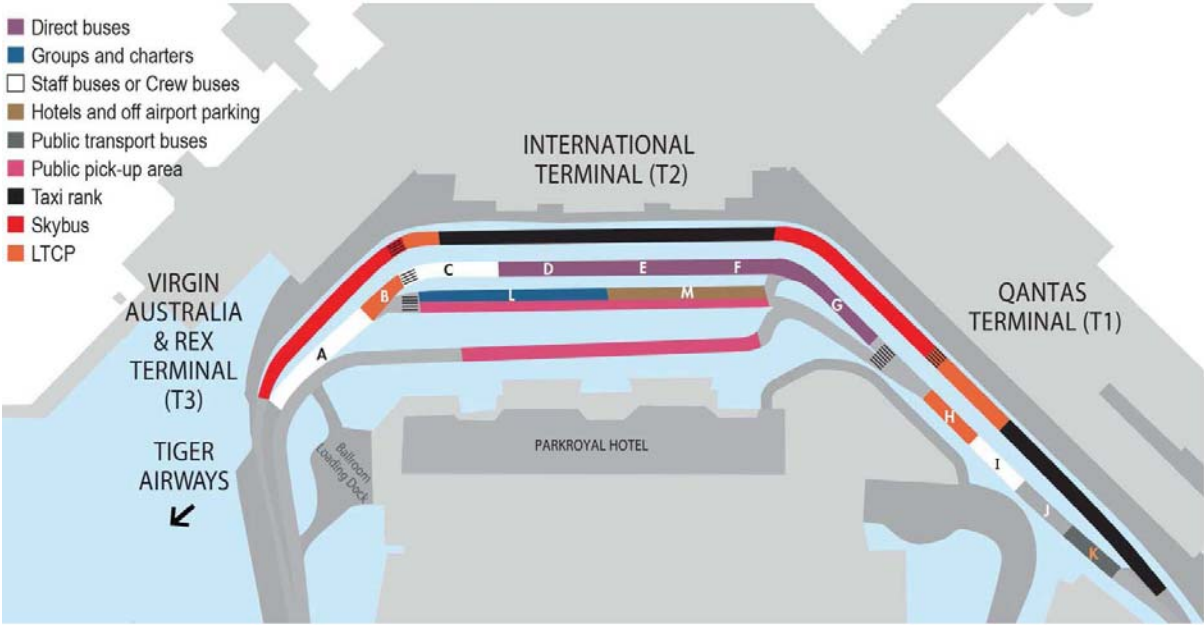 Direct buses
Groups and charters
Staff buses or Crew buses
Hotels and off airport parking
Public transport buses
Public pick-up area
Taxi rank
Skybus
LTCP
INTERNATIONAL
TERMINAL (T2)
VIRGIN
AUSTRALIA
& REX
TERMINAL
(T3)
TIGER
AIRWAYS
QANTAS
TERMINAL (T1)
A
B
C
D
E
F
G
L
M
H
I
J
K
PARKROYAL HOTEL
Ballroom
Loading Dock